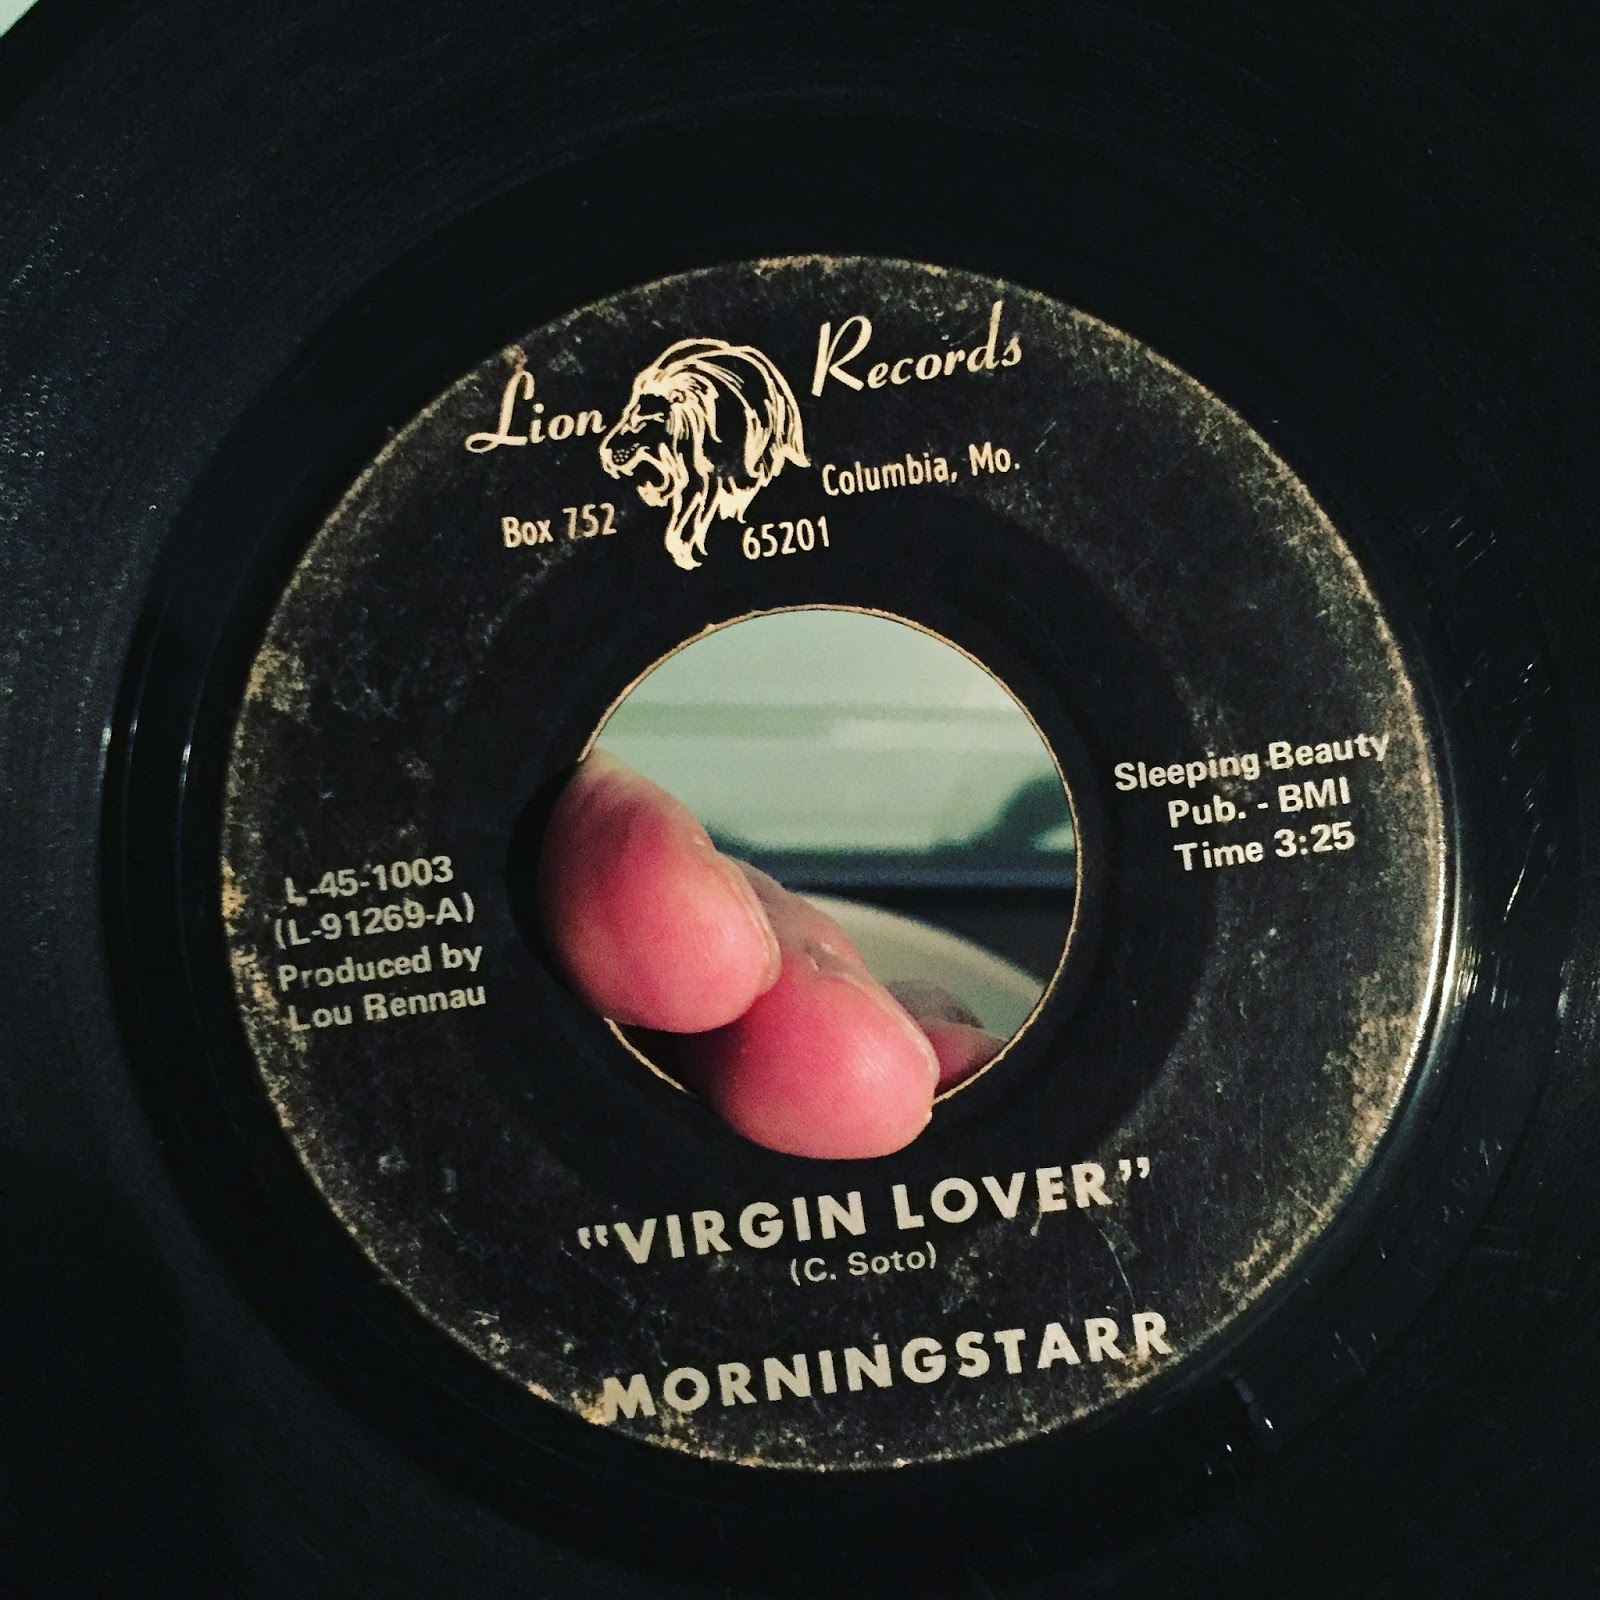 Lion Records
Box 752 65201 Columbia, Mo.
Sleeping Beauty
Pub. - BMI
Time 3:25
L-45-1003
(L-91269-A)
Produced by
Lou Rennau
"VIRGIN LOVER"
(C. Soto)
MORNINGSTARR